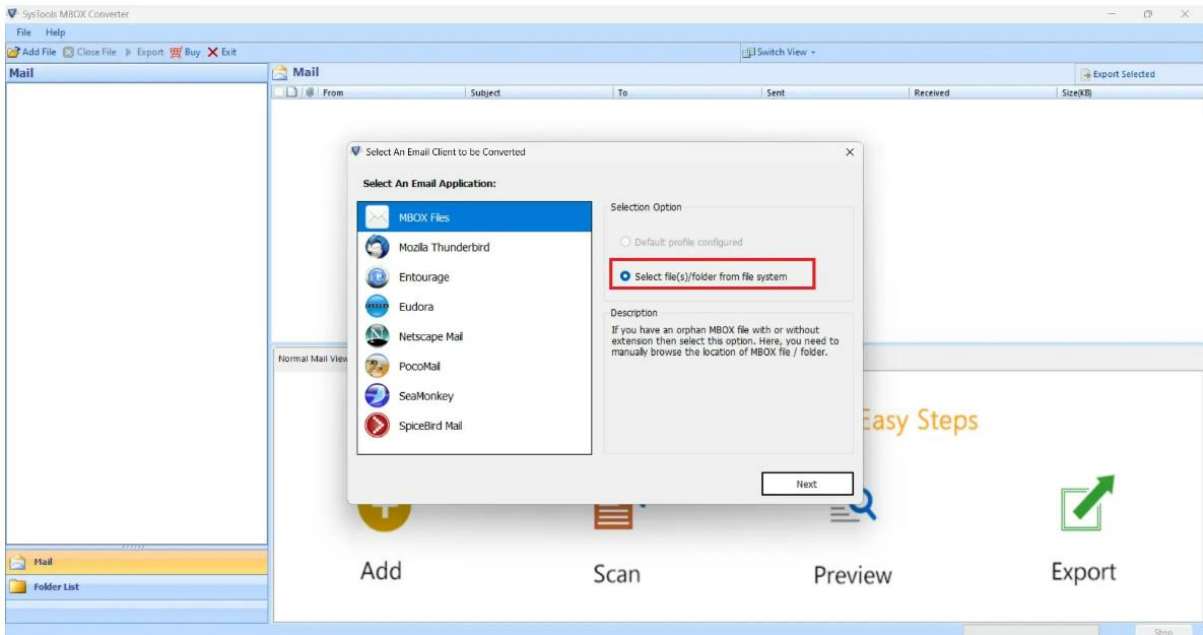 SysTools MBOX Converter
File Help
Add File Close File Export Buy Exit
Switch View
Mail
Mail
Export Selected
From Subject To Sent Received Size(KB)
Select An Email Client to be Converted
Select An Email Application:
MBOX Files
Mozilla Thunderbird
Entourage
Eudora
Netscape Mail
PocoMail
SeaMonkey
SpiceBird Mail
Selection Option
Default profile configured
Select file(s)/folder from file system
Description
If you have an orphan MBOX file with or without
extension then select this option. Here, you need to
manually browse the location of MBOX file / folder.
Next
Normal Mail View
Easy Steps
Add Scan Preview Export
Mail
Folder List
Stop